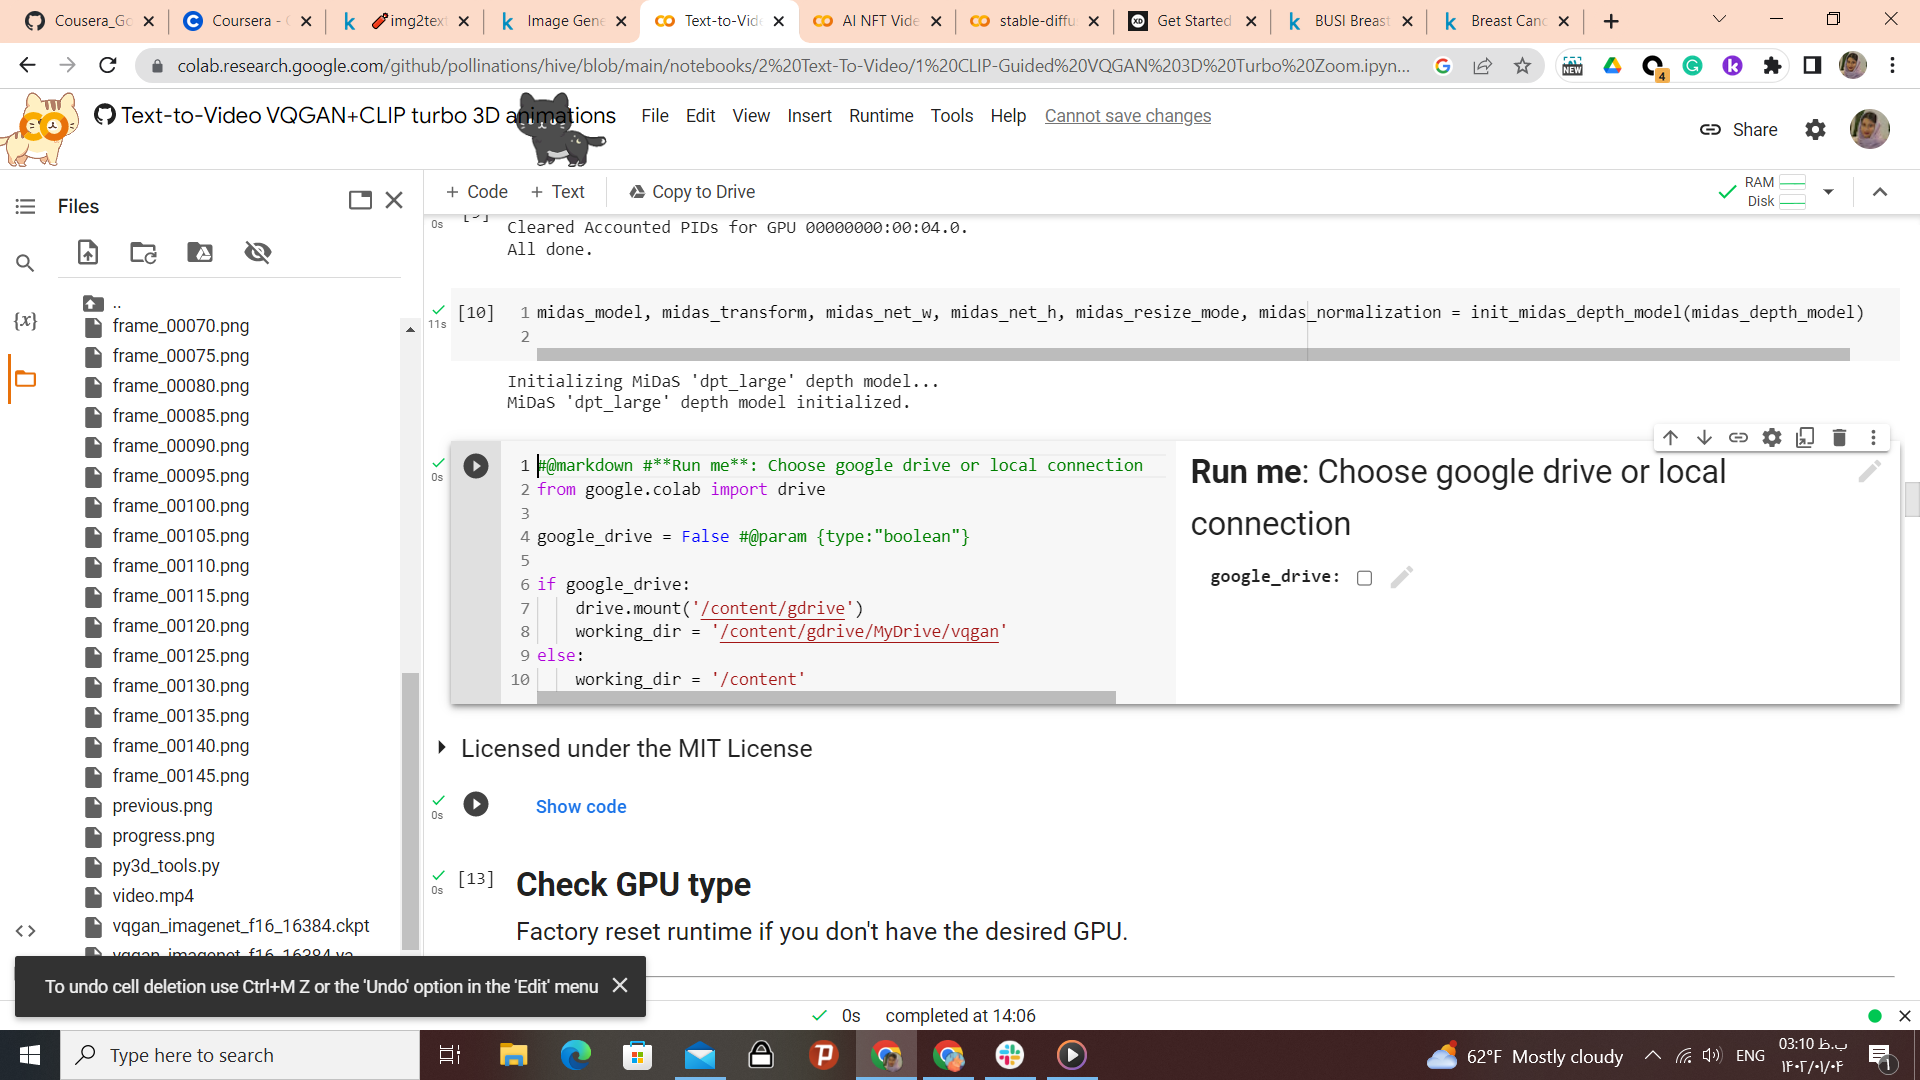 Cousera_Go
Coursera - G
img2text
Image Gene
Text-to-Vid
AI NFT Vide
stable-diffu
Get Started
BUSI Breast
Breast Canc
colab.research.google.com/github/pollinations/hive/blob/main/notebooks/2%20Text-To-Video/1%20CLIP-Guided%20VQGAN%203D%20Turbo%20Zoom.ipyn...
NEW
4
Text-to-Video VQGAN+CLIP turbo 3D animations
File Edit View Insert Runtime Tools Help Cannot save changes
Share
Files
+ Code + Text Copy to Drive
RAM
Disk
..
frame_00070.png
frame_00075.png
frame_00080.png
frame_00085.png
frame_00090.png
frame_00095.png
frame_00100.png
frame_00105.png
frame_00110.png
frame_00115.png
frame_00120.png
frame_00125.png
frame_00130.png
frame_00135.png
frame_00140.png
frame_00145.png
previous.png
progress.png
py3d_tools.py
video.mp4
vqgan_imagenet_f16_16384.ckpt
vqgan_imagenet_f16_16384.ya
0s
Cleared Accounted PIDs for GPU 00000000:00:04.0.
All done.
11s
[10]
1 midas_model, midas_transform, midas_net_w, midas_net_h, midas_resize_mode, midas_normalization = init_midas_depth_model(midas_depth_model)
2
Initializing MiDaS 'dpt_large' depth model...
MiDaS 'dpt_large' depth model initialized.
0s
1 #@markdown #**Run me**: Choose google drive or local connection
2 from google.colab import drive
3
4 google_drive = False #@param {type:"boolean"}
5
6 if google_drive:
7 drive.mount('/content/gdrive')
8 working_dir = '/content/gdrive/MyDrive/vqgan'
9 else:
10 working_dir = '/content'
Run me: Choose google drive or local
connection
google_drive:
Licensed under the MIT License
0s
Show code
0s
[13]
Check GPU type
Factory reset runtime if you don't have the desired GPU.
To undo cell deletion use Ctrl+M Z or the 'Undo' option in the 'Edit' menu
0s completed at 14:06
Type here to search
62°F Mostly cloudy
ENG
03:10 ب.ظ
۱۴۰۲/۰۱/۰۴
1